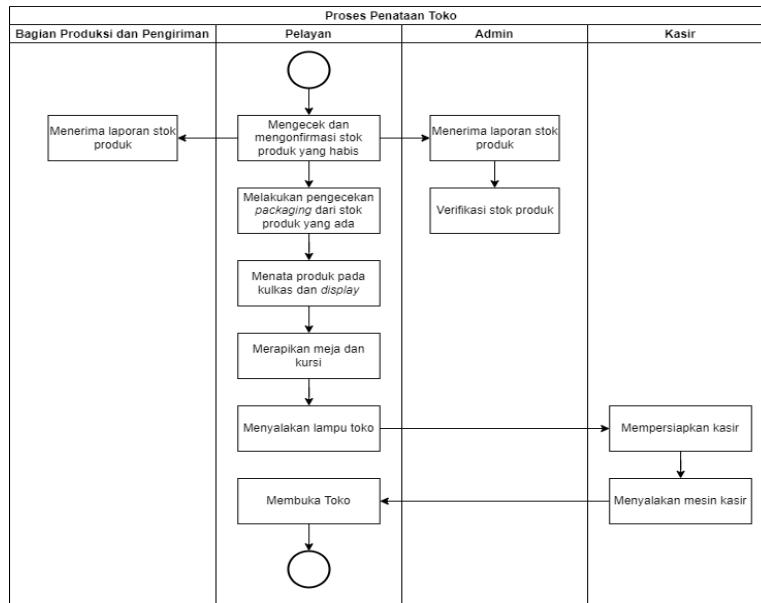 Proses Penataan Toko
Bagian Produksi dan Pengiriman
Pelayan
Admin
Kasir
Menerima laporan stok
produk
Mengecek dan
mengonfirmasi stok
produk yang habis
Menerima laporan stok
produk
Melakukan pengecekan
packaging dari stok
produk yang ada
Verifikasi stok produk
Menata produk pada
kulkas dan display
Merapikan meja dan
kursi
Menyalakan lampu toko
Mempersiapkan kasir
Membuka Toko
Menyalakan mesin kasir